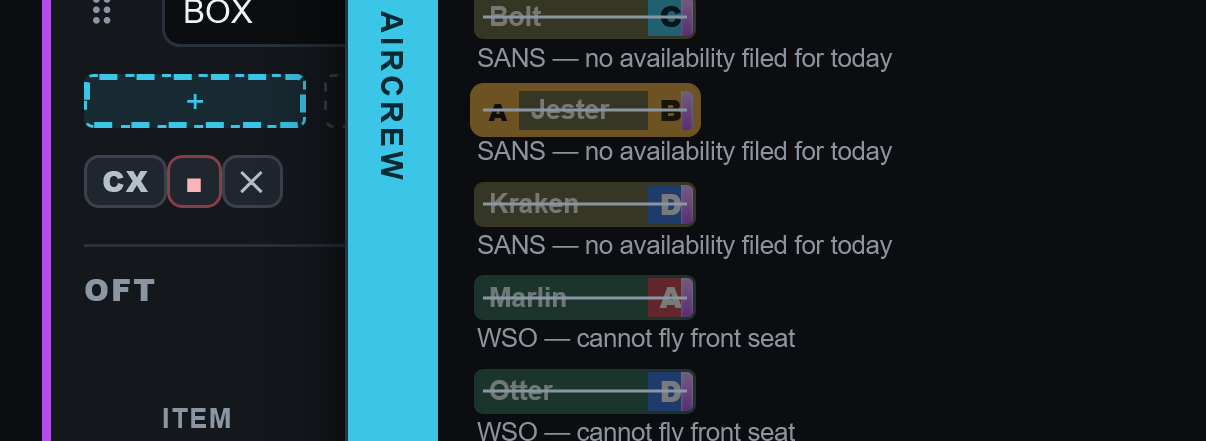 BOX
+
CX
OFT
ITEM
AIRCREW
Bolt C
SANS — no availability filed for today
A Jester B
SANS — no availability filed for today
Kraken D
SANS — no availability filed for today
Marlin A
WSO — cannot fly front seat
Otter D
WSO — cannot fly front seat